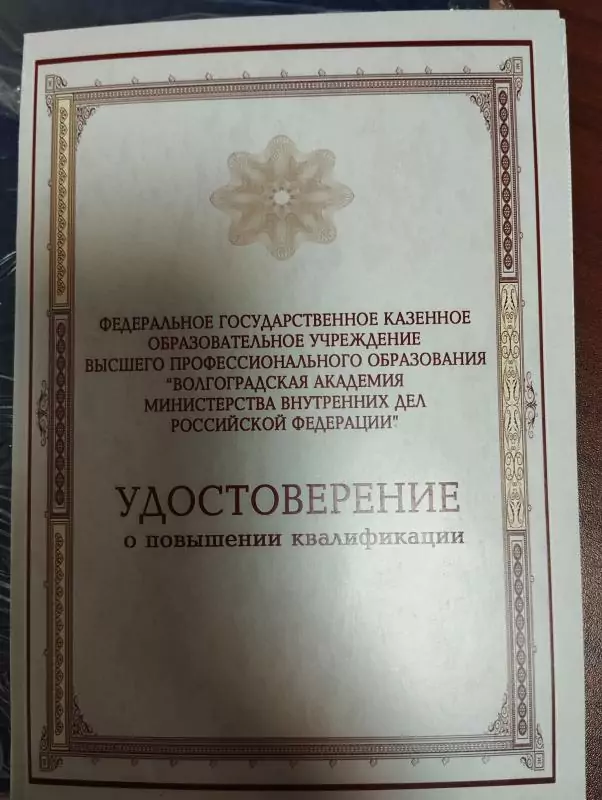 ФЕДЕРАЛЬНОЕ ГОСУДАРСТВЕННОЕ КАЗЕННОЕ
ОБРАЗОВАТЕЛЬНОЕ УЧРЕЖДЕНИЕ
ВЫСШЕГО ПРОФЕССИОНАЛЬНОГО ОБРАЗОВАНИЯ
"ВОЛГОГРАДСКАЯ АКАДЕМИЯ
МИНИСТЕРСТВА ВНУТРЕННИХ ДЕЛ
РОССИЙСКОЙ ФЕДЕРАЦИИ"
УДОСТОВЕРЕНИЕ
о повышении квалификации